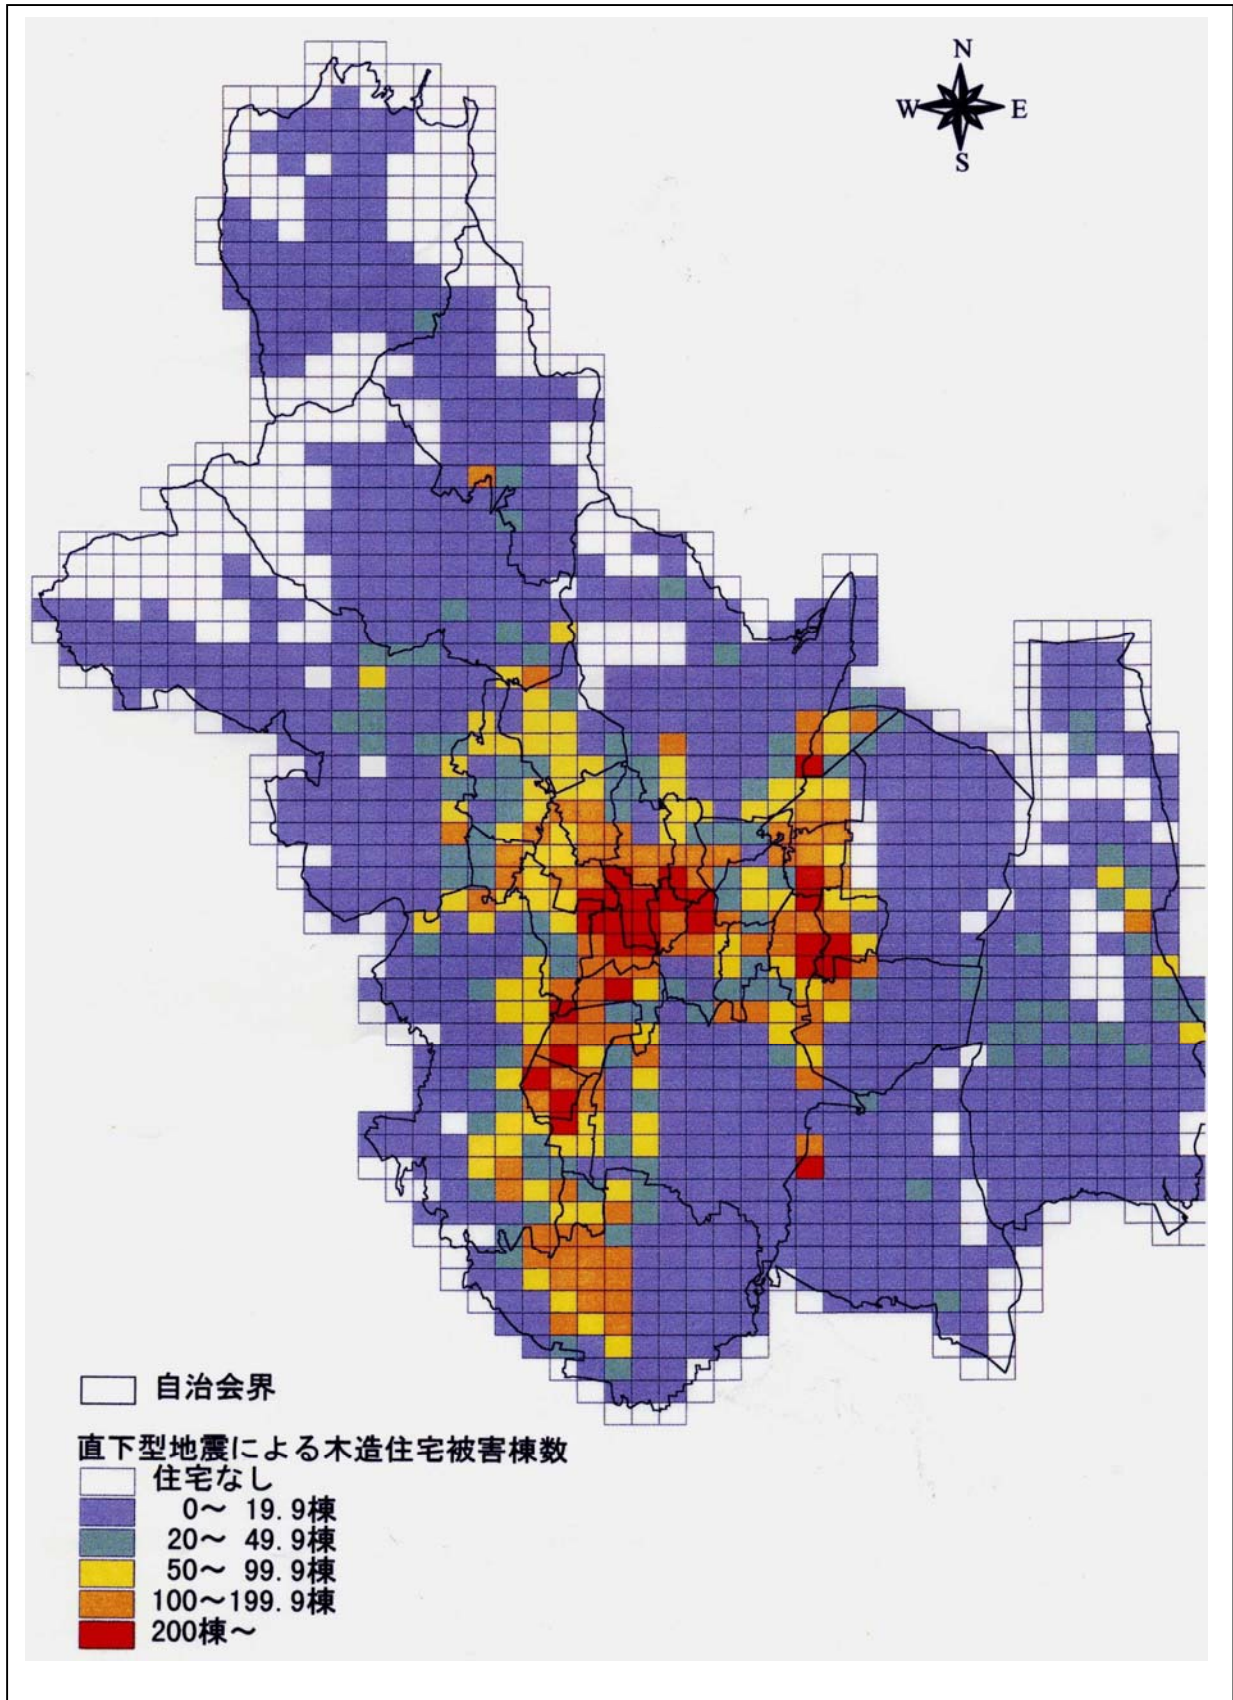 N
W E
S
自治会界
直下型地震による木造住宅被害棟数
住宅なし
0～ 19.9棟
20～ 49.9棟
50～ 99.9棟
100～199.9棟
200棟～